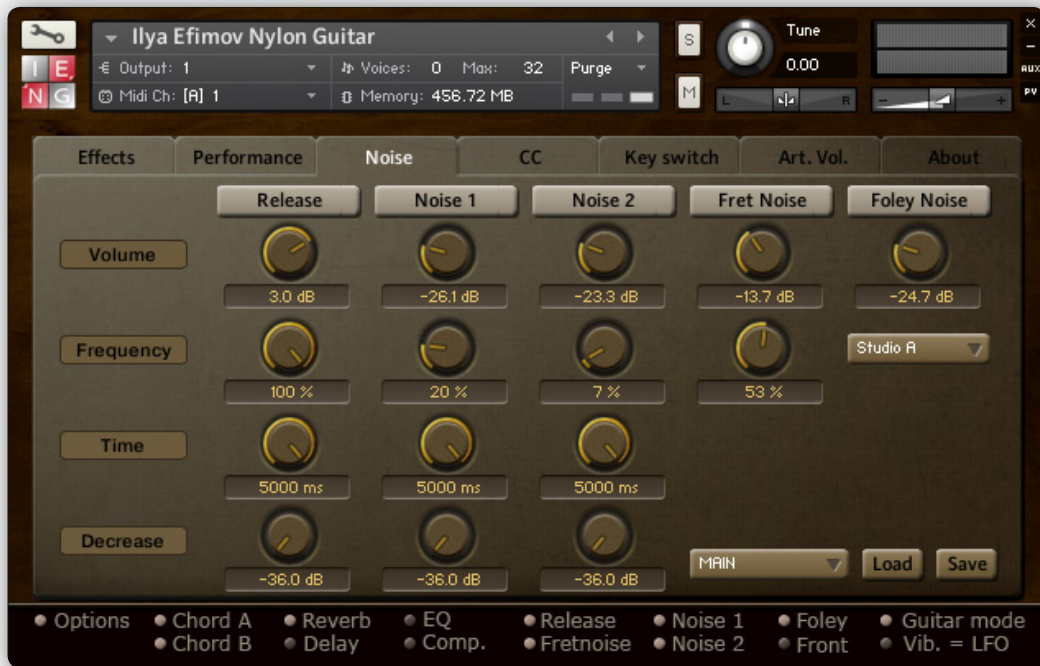 Ilya Efimov Nylon Guitar
Output: 1 Voices: 0 Max: 32 Purge
Midi Ch: [A] 1 Memory: 456.72 MB
I E,
N G
S
M
Tune
0.00
L R
- +
×
-
AUX
PV
Effects Performance Noise CC Key switch Art. Vol. About
Release Noise 1 Noise 2 Fret Noise Foley Noise
Volume
3.0 dB -26.1 dB -23.3 dB -13.7 dB -24.7 dB
Frequency Studio A
100 % 20 % 7 % 53 %
Time
5000 ms 5000 ms 5000 ms
Decrease
MAIN Load Save
-36.0 dB -36.0 dB -36.0 dB
Options Chord A Reverb EQ Release Noise 1 Foley Guitar mode
Chord B Delay Comp. Fretnoise Noise 2 Front Vib. = LFO